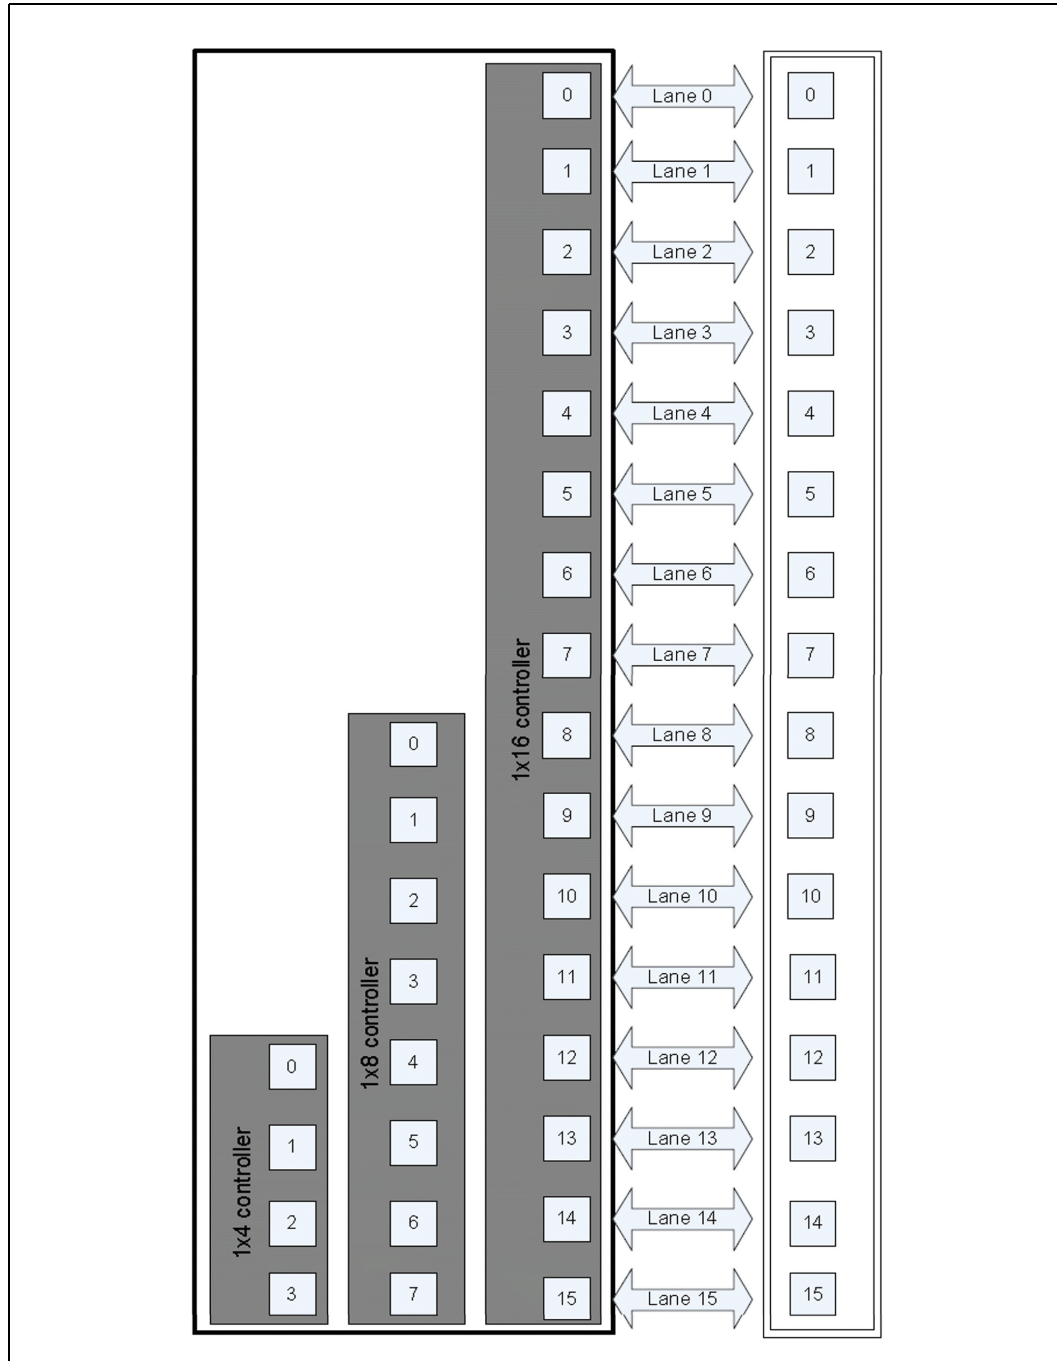 0 Lane 0 0
1 Lane 1 1
2 Lane 2 2
3 Lane 3 3
4 Lane 4 4
5 Lane 5 5
6 Lane 6 6
7 Lane 7 7
1x16 controller
0 8 Lane 8 8
1 9 Lane 9 9
2 10 Lane 10 10
3 11 Lane 11 11
1x8 controller
0 4 12 Lane 12 12
1 5 13 Lane 13 13
1x4 controller
2 6 14 Lane 14 14
3 7 15 Lane 15 15